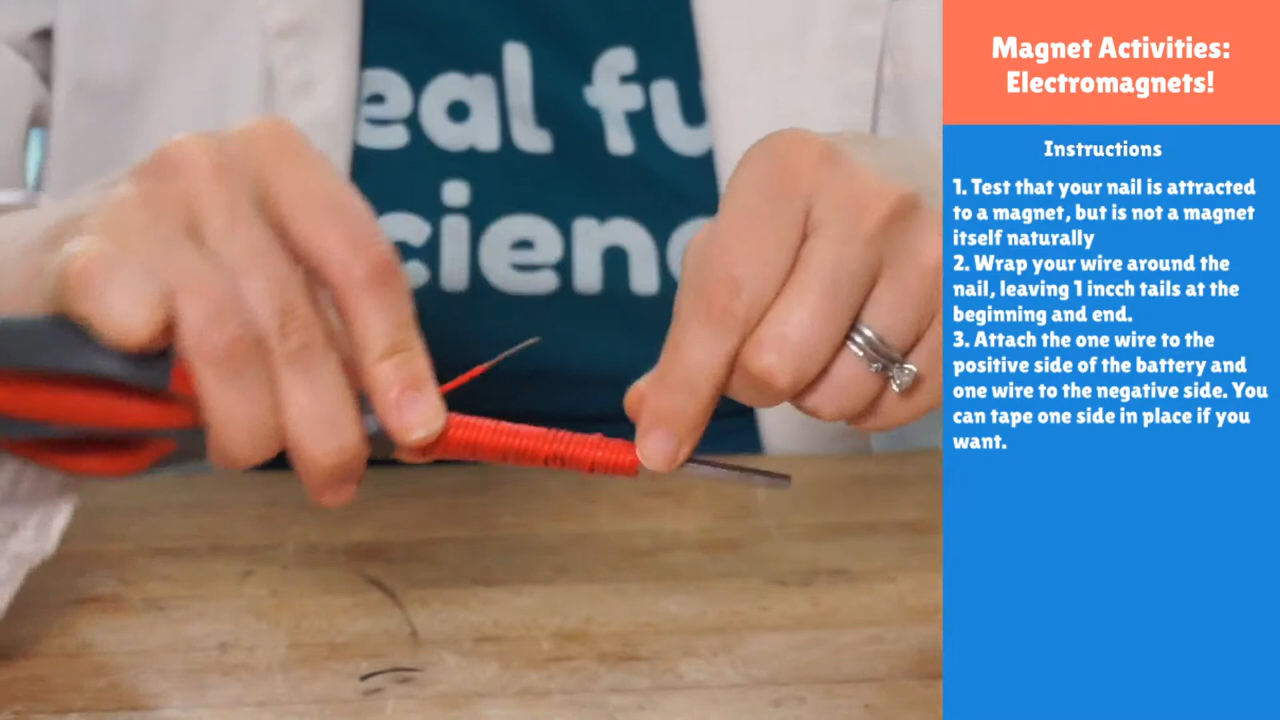 eal fu
cienc
Magnet Activities:
Electromagnets!
Instructions
1. Test that your nail is attracted
to a magnet, but is not a magnet
itself naturally
2. Wrap your wire around the
nail, leaving 1 incch tails at the
beginning and end.
3. Attach the one wire to the
positive side of the battery and
one wire to the negative side. You
can tape one side in place if you
want.